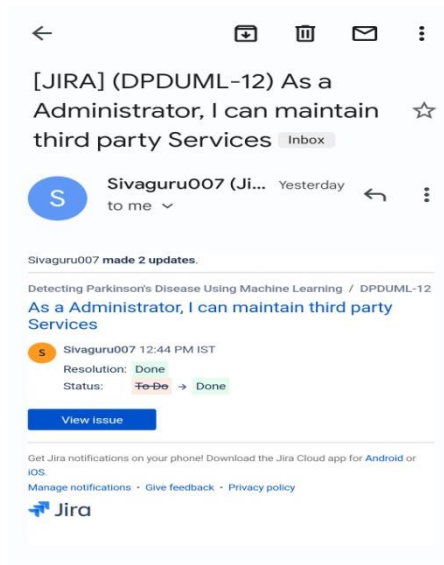 [JIRA] (DPDUML-12) As a
Administrator, I can maintain
third party Services Inbox
S
Sivaguru007 (Ji... Yesterday
to me
Sivaguru007 made 2 updates.
Detecting Parkinson's Disease Using Machine Learning / DPDUML-12
As a Administrator, I can maintain third party
Services
S
Sivaguru007 12:44 PM IST
Resolution: Done
Status: To Do → Done
View issue
Get Jira notifications on your phone! Download the Jira Cloud app for Android or
iOS.
Manage notifications • Give feedback • Privacy policy
Jira